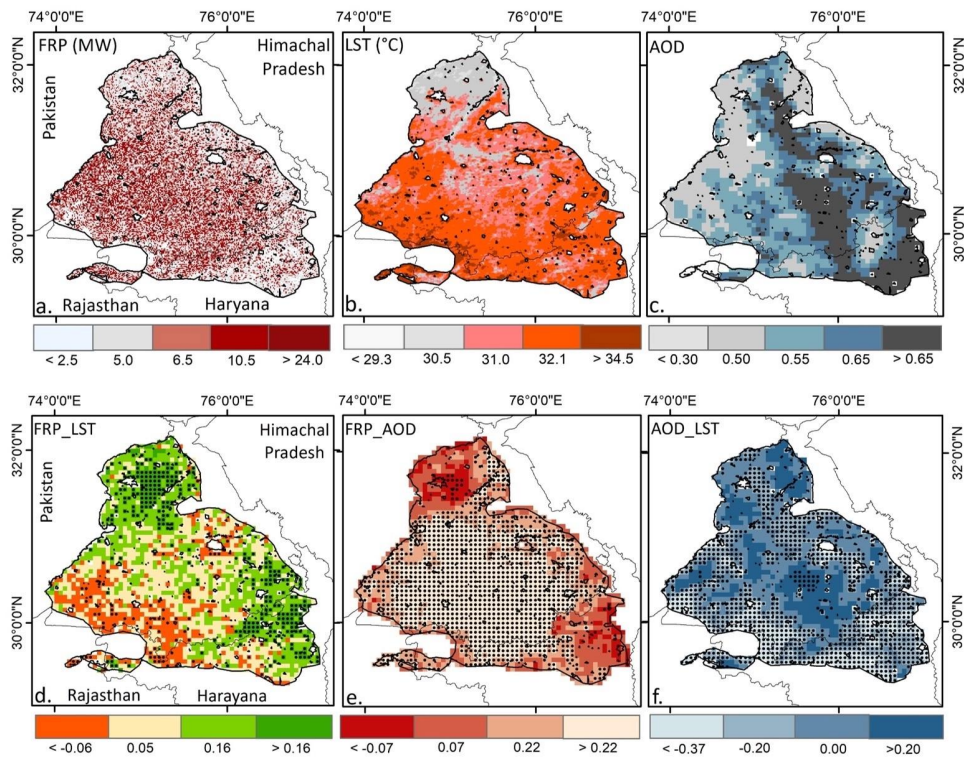 74°0'0"E 76°0'0"E 74°0'0"E 76°0'0"E 76°0'0"E
FRP (MW) Himachal
Pradesh
LST (°C)
AOD
32°0'0"N
32°0'0"N
Pakistan
30°0'0"N
30°0'0"N
a. Rajasthan Haryana
b.
c.
< 2.5 5.0 6.5 10.5 > 24.0
< 29.3 30.5 31.0 32.1 > 34.5
< 0.30 0.50 0.55 0.65 > 0.65
74°0'0"E 76°0'0"E 74°0'0"E 76°0'0"E 76°0'0"E
FRP_LST Himachal
Pradesh
FRP_AOD
AOD_LST
32°0'0"N
32°0'0"N
Pakistan
30°0'0"N
30°0'0"N
d. Rajasthan Harayana
e.
f.
< -0.06 0.05 0.16 > 0.16
< -0.07 0.07 0.22 > 0.22
< -0.37 -0.20 0.00 >0.20